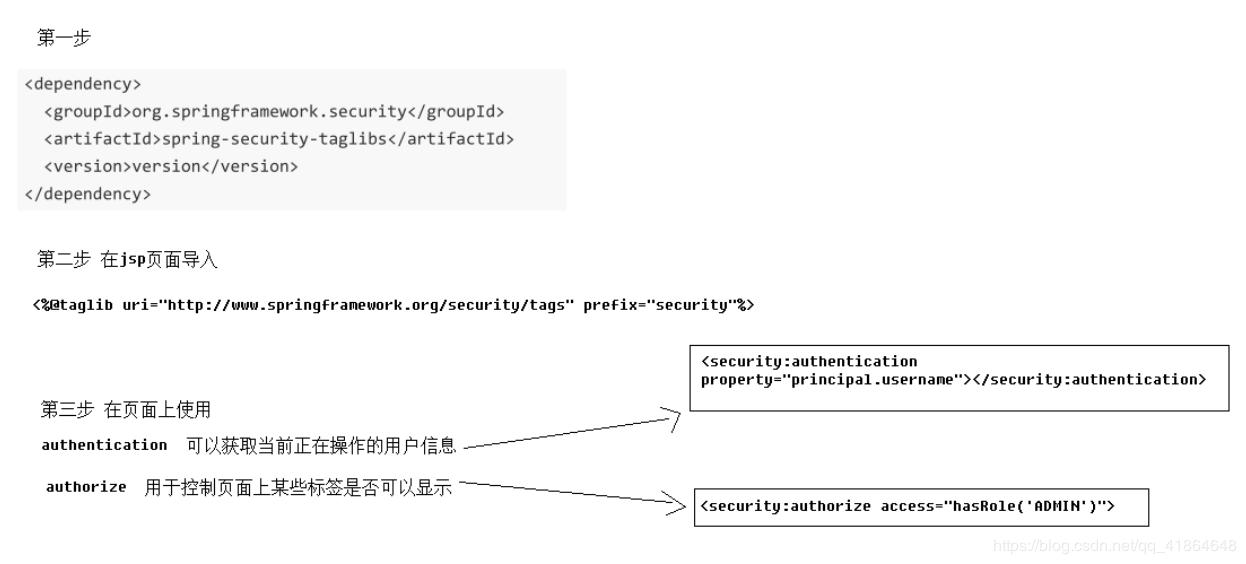 第一步
<dependency>
<groupId>org.springframework.security</groupId>
<artifactId>spring-security-taglibs</artifactId>
<version>version</version>
</dependency>
第二步 在jsp页面导入
<%@taglib uri="http://www.springframework.org/security/tags" prefix="security"%>
第三步 在页面上使用
authentication 可以获取当前正在操作的用户信息
<security:authentication
property="principal.username"></security:authentication>
authorize 用于控制页面上某些标签是否可以显示
<security:authorize access="hasRole('ADMIN')">
https://blog.csdn.net/qq_41864648